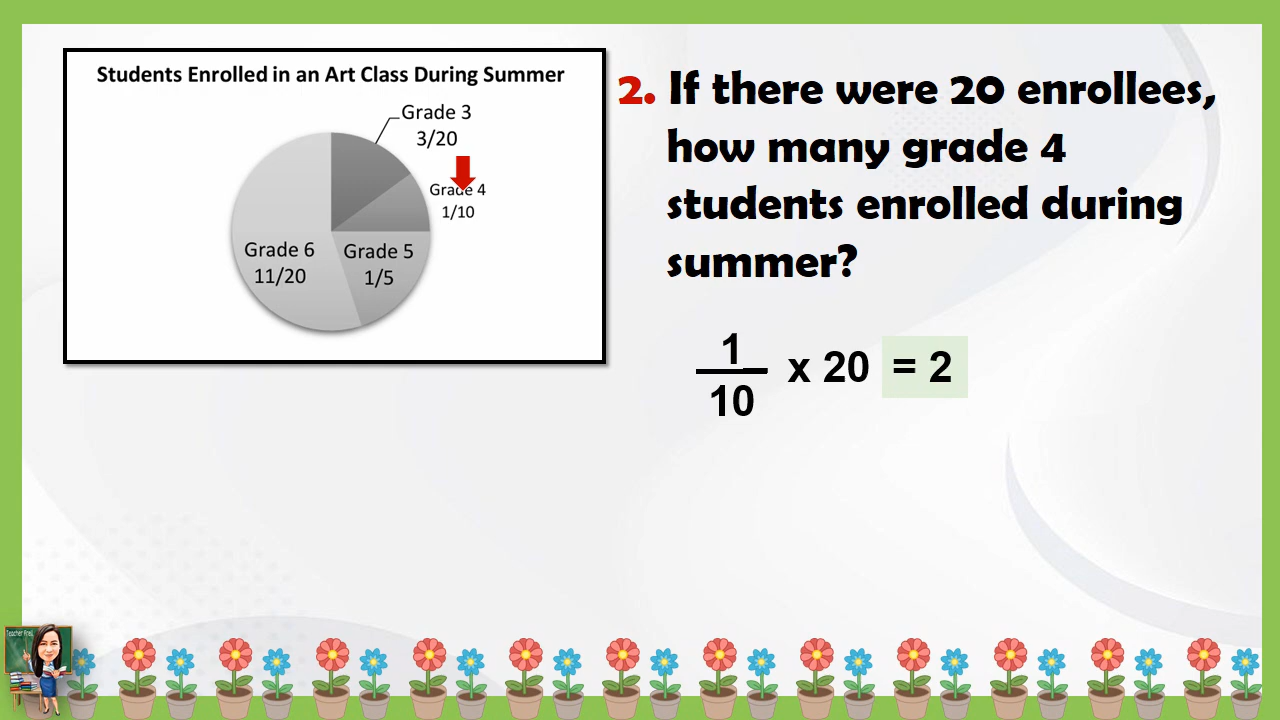 Students Enrolled in an Art Class During Summer
Grade 3
3/20
Grade 4
1/10
Grade 6
11/20
Grade 5
1/5
2. If there were 20 enrollees,
how many grade 4
students enrolled during
summer?
1
10
x 20 = 2